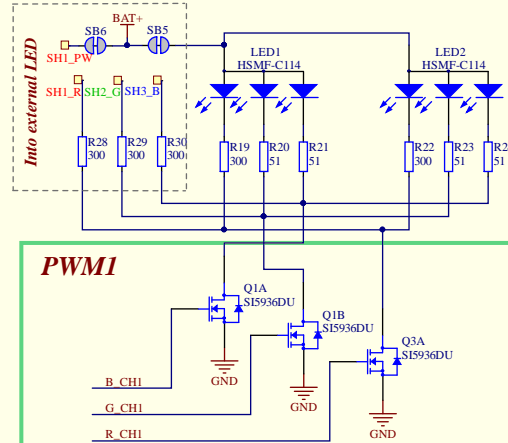 BAT+
SB6
SB5
SH1_PW
Into external LED
SH1_R
SH2_G
SH3_B
LED1
HSMF-C114
LED2
HSMF-C114
R28
300
R29
300
R30
300
R19
300
R20
51
R21
51
R22
300
R23
51
51
PWM1
Q1A
SI5936DU
Q1B
SI5936DU
Q3A
SI5936DU
GND
GND
GND
B_CH1
G_CH1
R_CH1